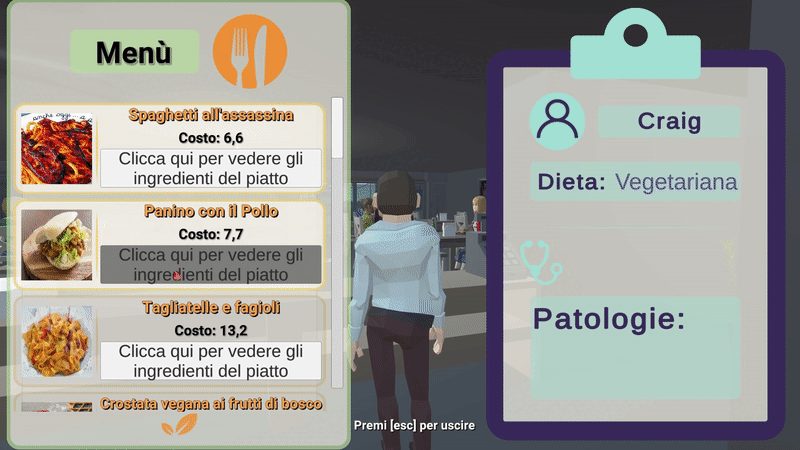 Menù
Spaghetti all'assassina
Costo: 6,6
Clicca qui per vedere gli
ingredienti del piatto
Panino con il Pollo
Costo: 7,7
Clicca qui per vedere gli
ingredienti del piatto
Tagliatelle e fagioli
Costo: 13,2
Clicca qui per vedere gli
ingredienti del piatto
Crostata vegana ai frutti di bosco
Premi [esc] per uscire
Craig
Dieta: Vegetariana
Patologie: